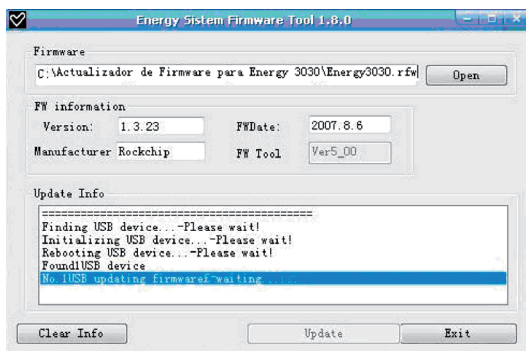 Energy Sistem Firmware Tool 1.8.0
Firmware
C:\Actualizador de Firmware para Energy 3030\Energy3030.rfw
Open
FW information
Version: 1.3.23 FWDate: 2007.8.6
Manufacturer Rockchip FW Tool Ver5_00
Update Info
==========================================
Finding USB device...-Please wait!
Initializing USB device...-Please wait!
Rebooting USB device...-Please wait!
Found1USB device
No.1USB updating firmware£¬waiting......
Clear Info Update Exit